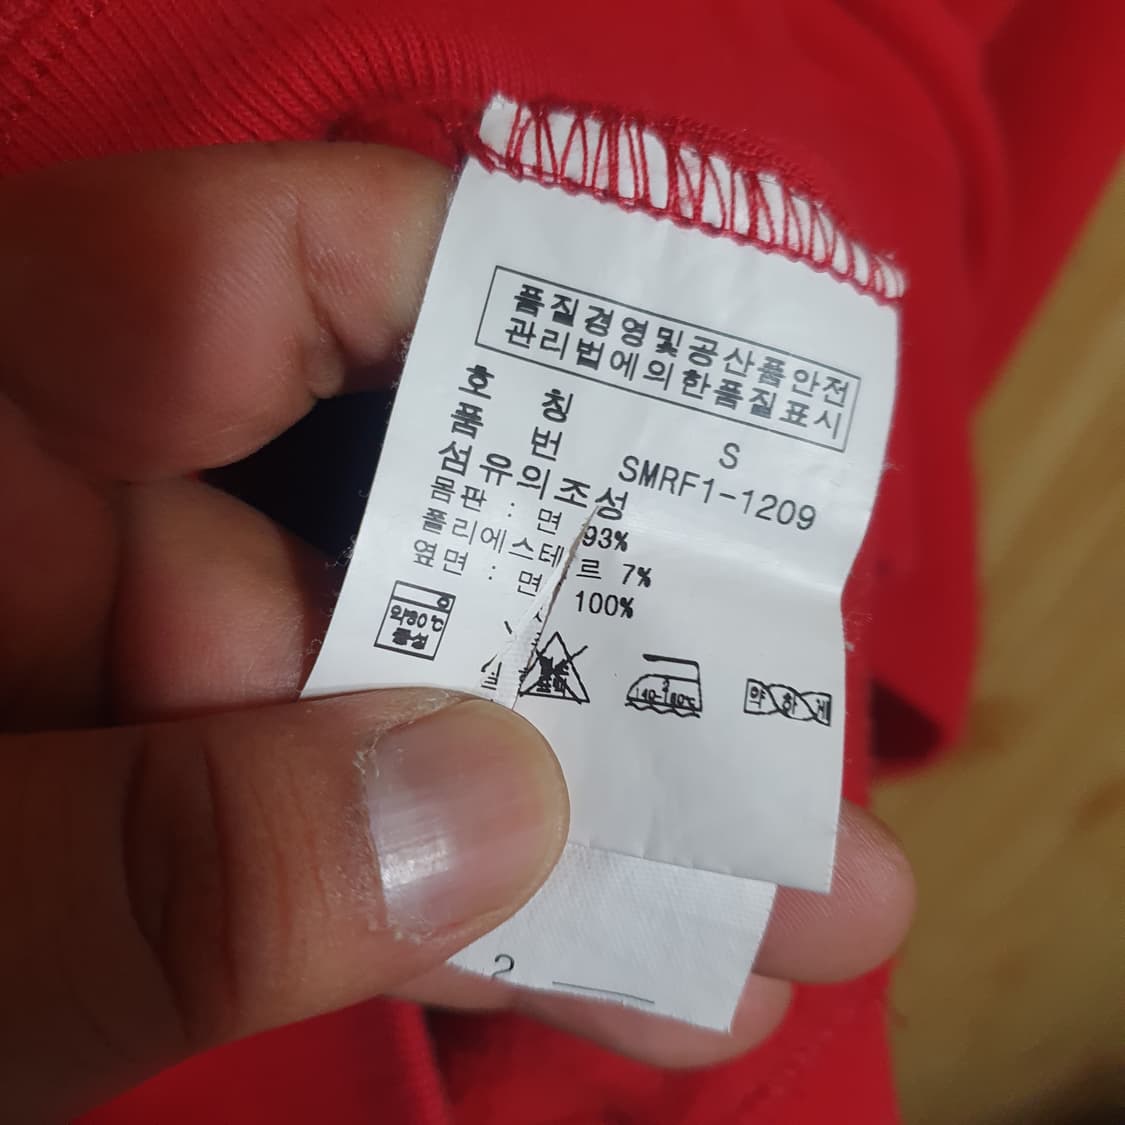 품질경영및공산품안전
관리법에의한품질표시
호 칭 S
품 번 SMRF1-1209
섬유의조성
몸판 : 면 93%
폴리에스테르 7%
옆면 : 면 100%
약30℃
중성
140-160℃
약하게
2